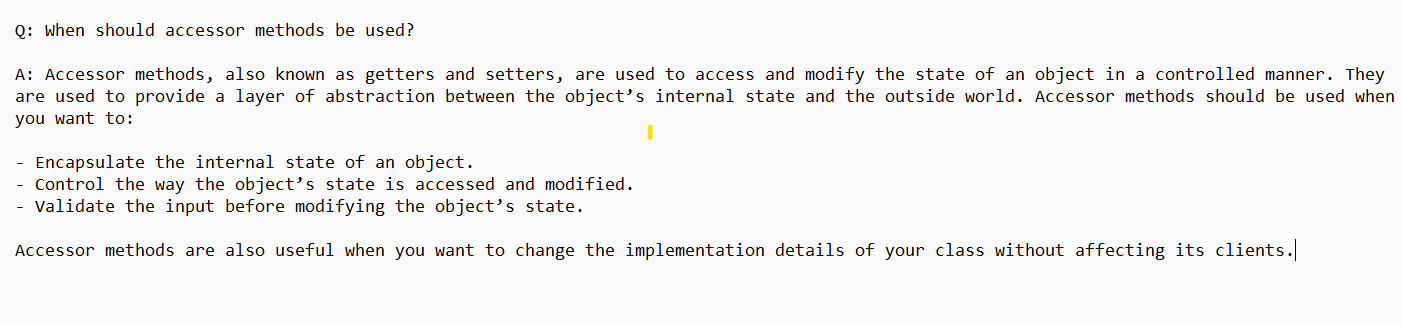 Q: When should accessor methods be used?
A: Accessor methods, also known as getters and setters, are used to access and modify the state of an object in a controlled manner. They
are used to provide a layer of abstraction between the object’s internal state and the outside world. Accessor methods should be used when
you want to:
- Encapsulate the internal state of an object.
- Control the way the object’s state is accessed and modified.
- Validate the input before modifying the object’s state.
Accessor methods are also useful when you want to change the implementation details of your class without affecting its clients.